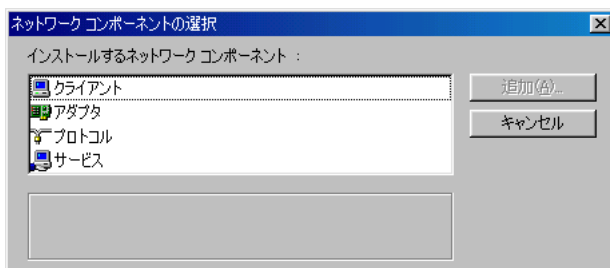 ネットワーク コンポーネントの選択
インストールするネットワーク コンポーネント :
クライアント
アダプタ
プロトコル
サービス
追加(A)...
キャンセル